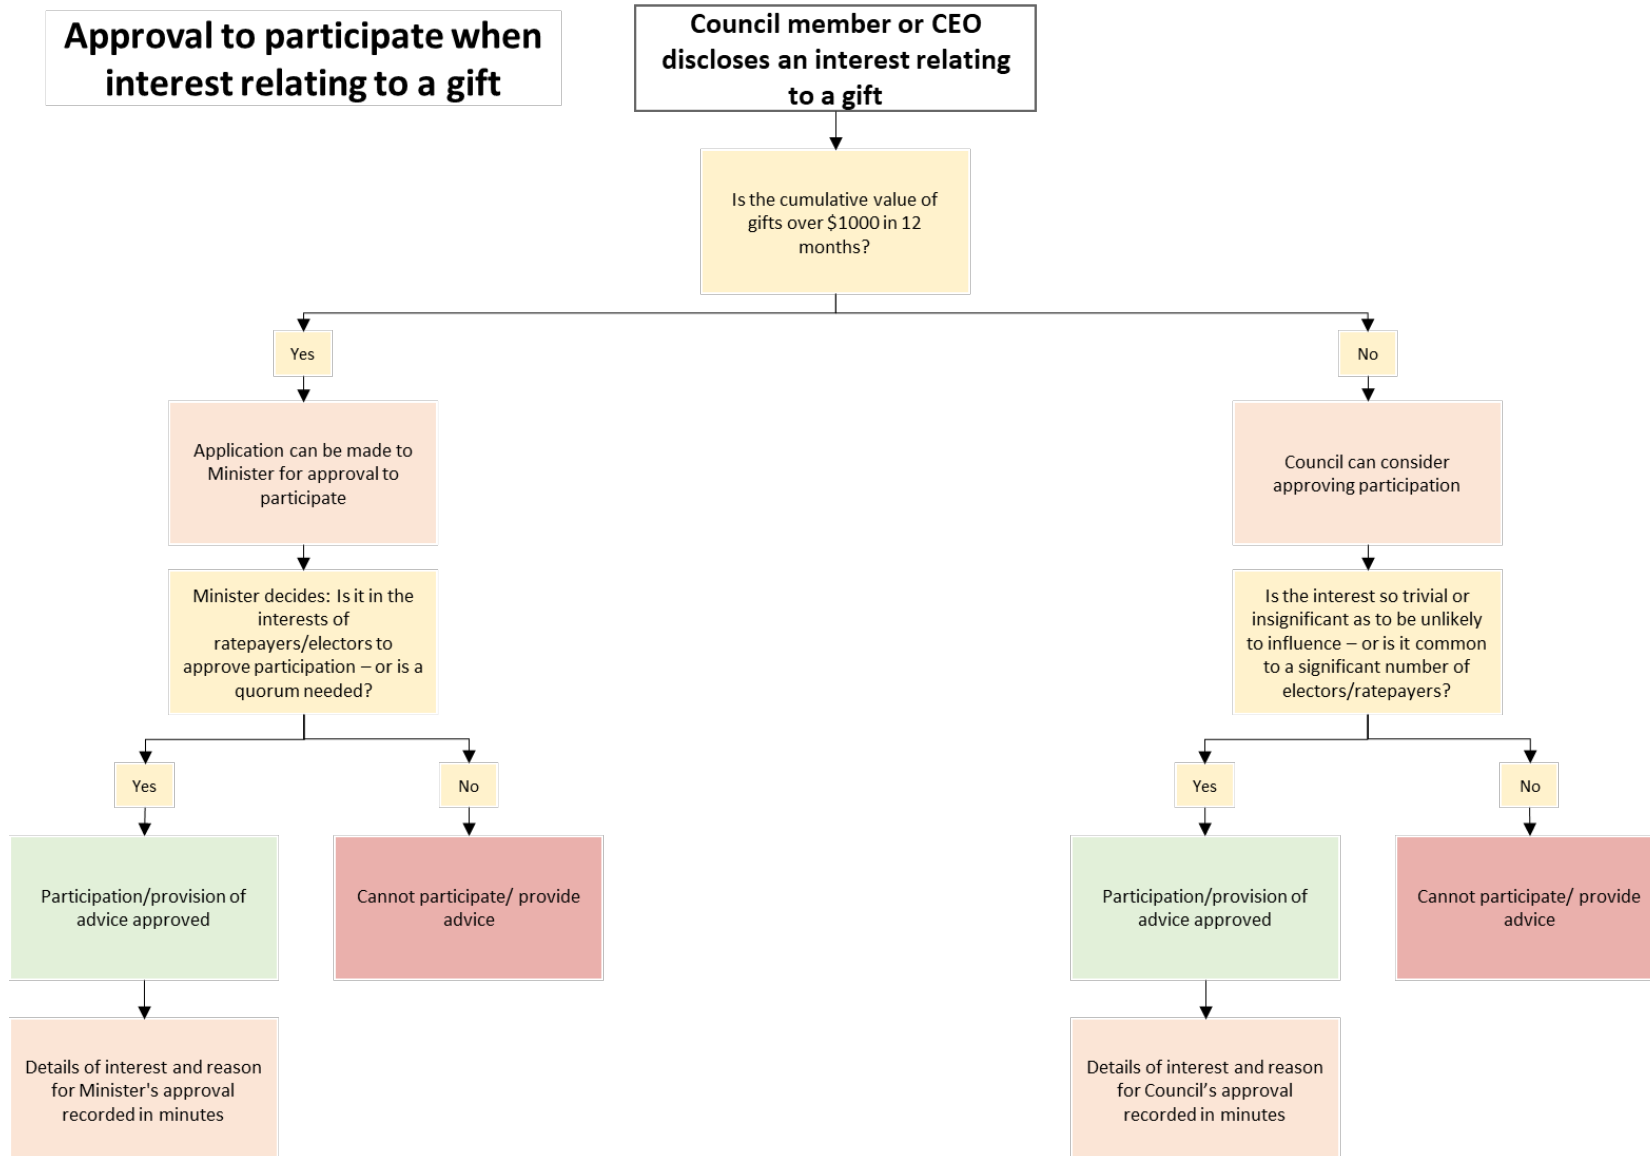 Approval to participate when
interest relating to a gift
Council member or CEO
discloses an interest relating
to a gift
Is the cumulative value of
gifts over $1000 in 12
months?
Yes
No
Application can be made to
Minister for approval to
participate
Council can consider
approving participation
Minister decides: Is it in the
interests of
ratepayers/electors to
approve participation – or is a
quorum needed?
Is the interest so trivial or
insignificant as to be unlikely
to influence – or is it common
to a significant number of
electors/ratepayers?
Yes
No
Yes
No
Participation/provision of
advice approved
Cannot participate/ provide
advice
Participation/provision of
advice approved
Cannot participate/ provide
advice
Details of interest and reason
for Minister's approval
recorded in minutes
Details of interest and reason
for Council’s approval
recorded in minutes